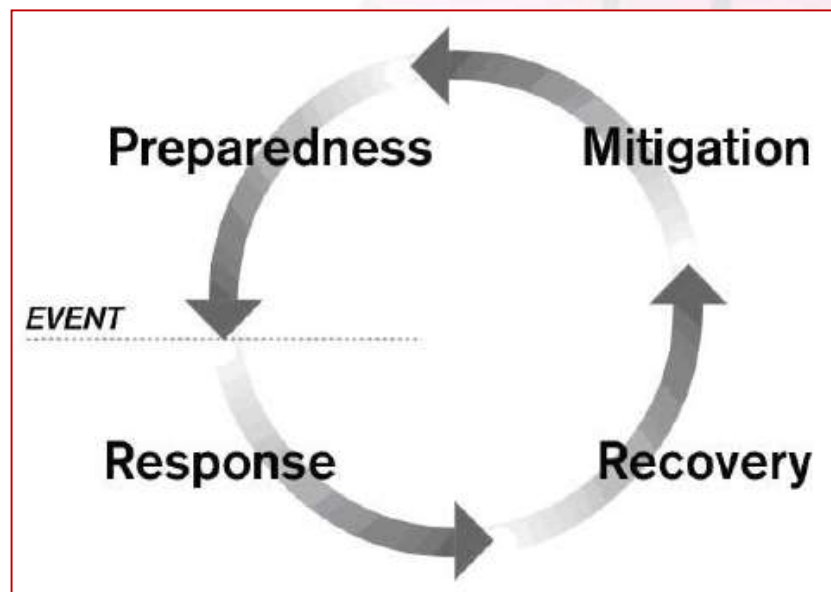 Preparedness
Mitigation
EVENT
Response
Recovery